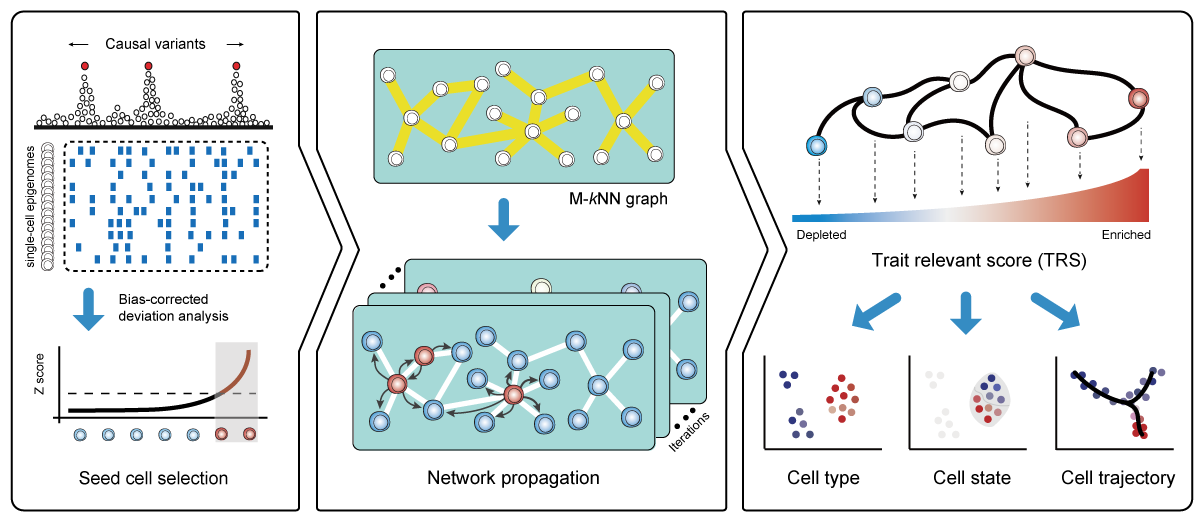 Causal variants
single-cell epigenomes
Bias-corrected
deviation analysis
Z score
Seed cell selection
M-kNN graph
Iterations
Network propagation
Depleted
Enriched
Trait relevant score (TRS)
Cell type
Cell state
Cell trajectory